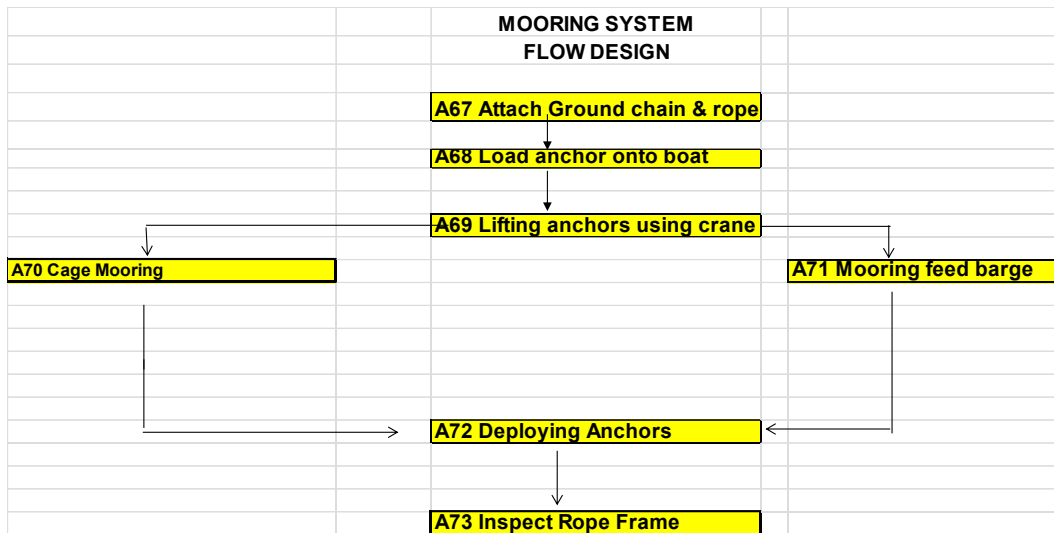 MOORING SYSTEM
FLOW DESIGN
A67 Attach Ground chain & rope
A68 Load anchor onto boat
A69 Lifting anchors using crane
A70 Cage Mooring
A71 Mooring feed barge
A72 Deploying Anchors
A73 Inspect Rope Frame